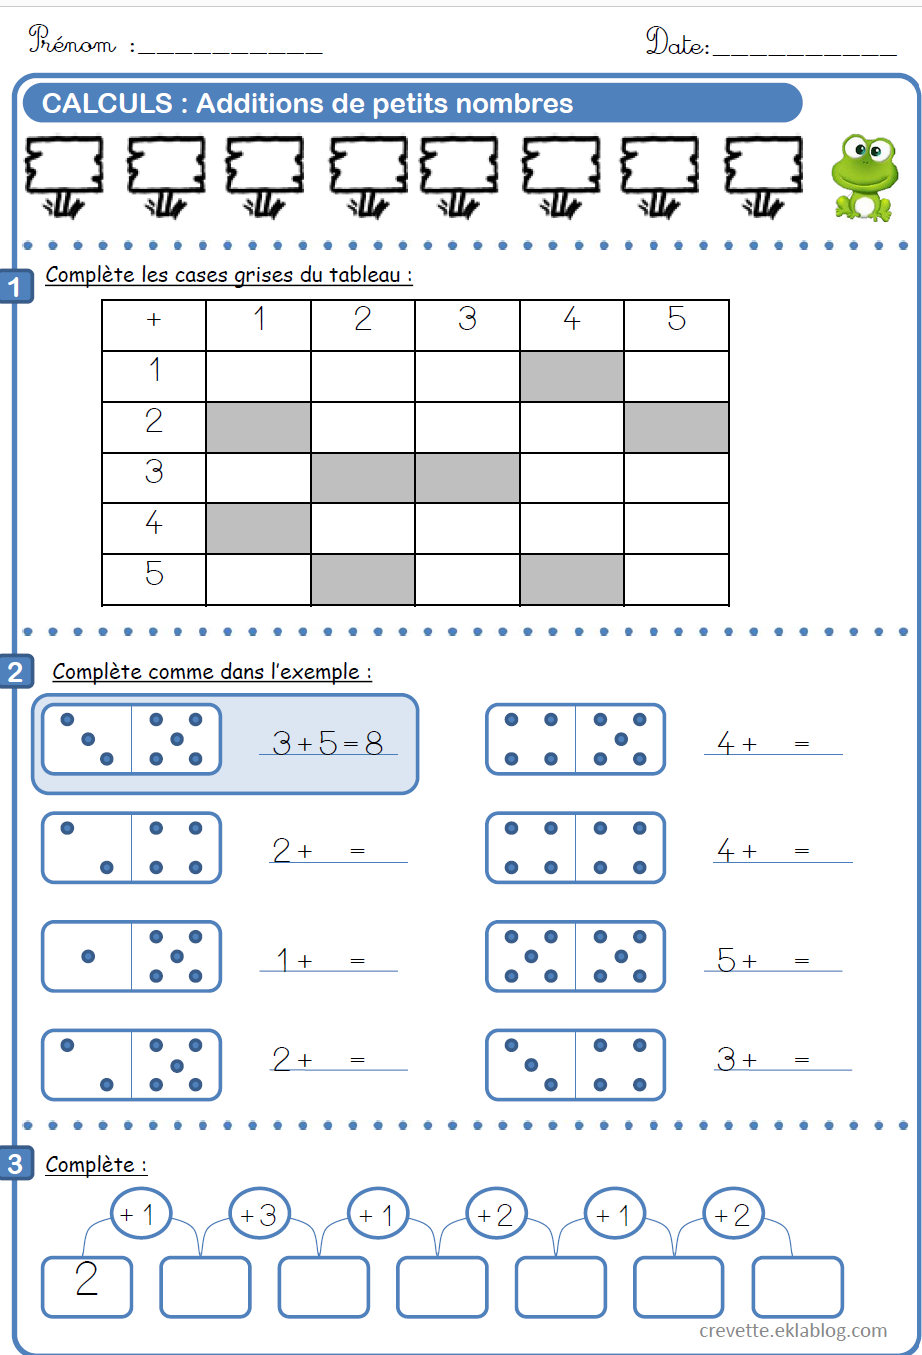 Prénom :__________ Date:__________
CALCULS : Additions de petits nombres
1 Complète les cases grises du tableau :
+ 1 2 3 4 5
1
2
3
4
5
2 Complète comme dans l'exemple :
3+5=8 4+ =
2+ = 4+ =
1+ = 5+ =
2+ = 3+ =
3 Complète :
+1 +3 +1 +2 +1 +2
2
crevette.eklablog.com